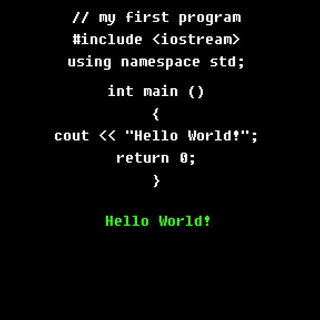 // my first program
#include <iostream>
using namespace std;
int main ()
{
cout << "Hello World!";
return 0;
}
Hello World!